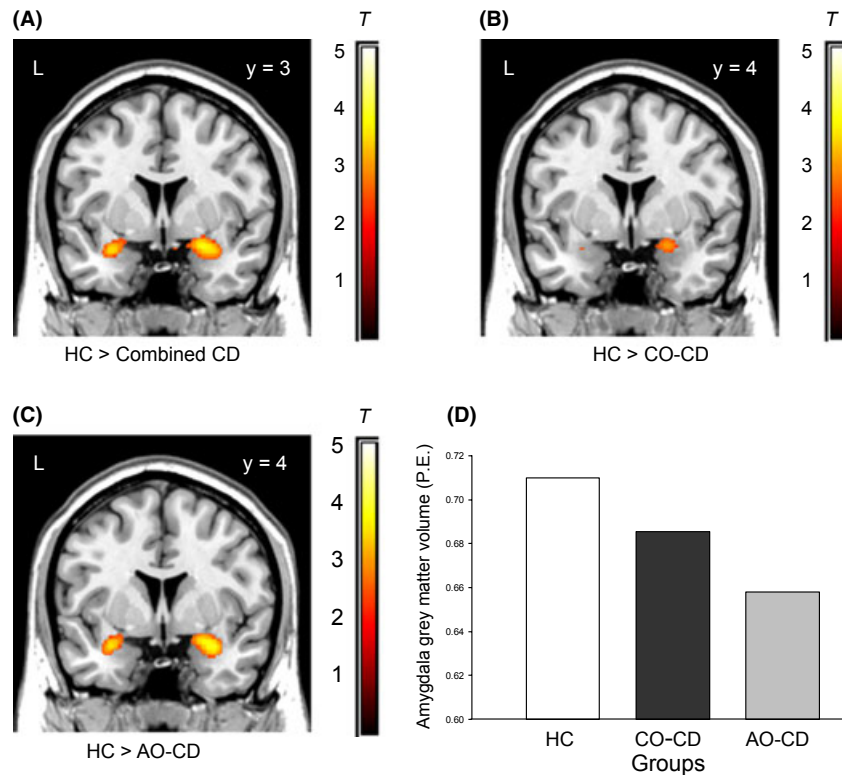 (A)
T
L
y = 3
5
4
3
2
1
HC > Combined CD
(B)
T
L
y = 4
5
4
3
2
1
HC > CO-CD
(C)
T
L
y = 4
5
4
3
2
1
HC > AO-CD
(D)
Amygdala grey matter volume (P.E.)
0.72
0.70
0.68
0.66
0.64
0.62
0.60
HC CO-CD AO-CD
Groups